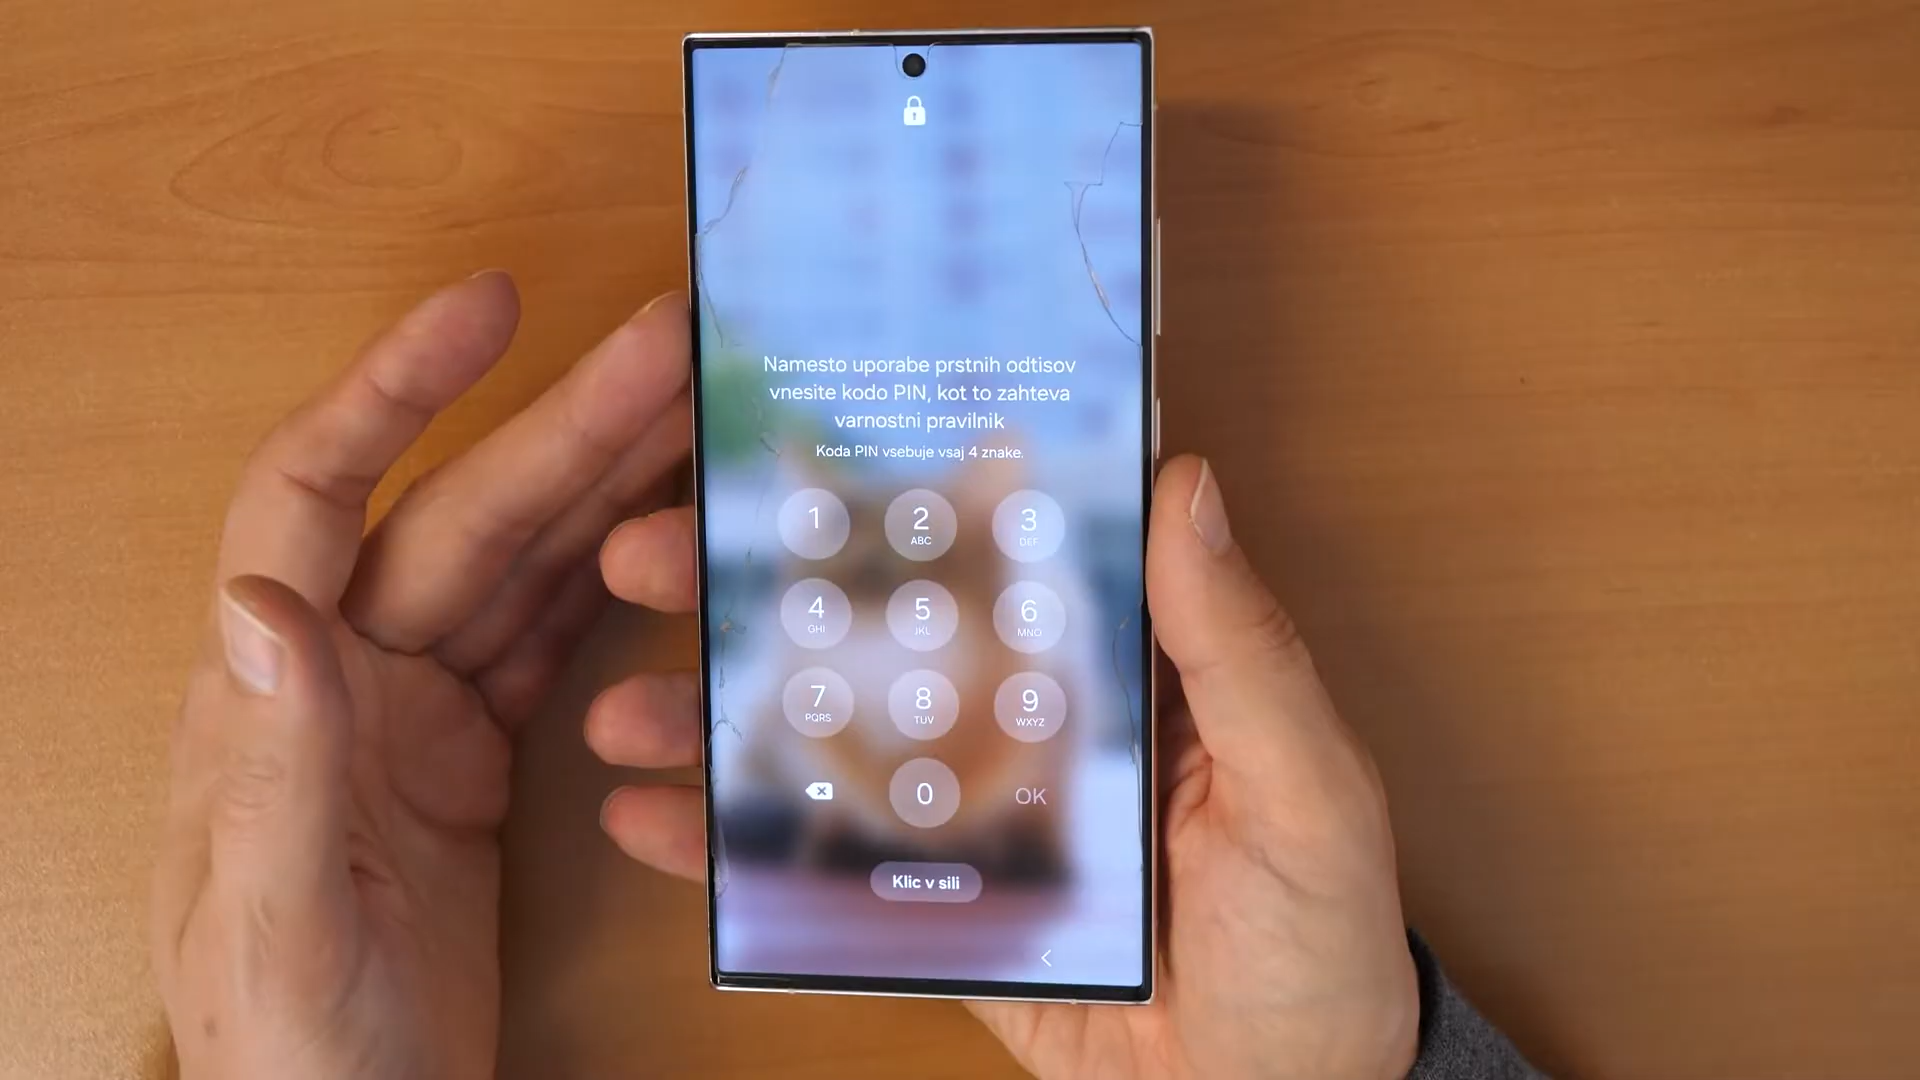 Namesto uporabe prstnih odtisov
vnesite kodo PIN, kot to zahteva
varnostni pravilnik
Koda PIN vsebuje vsaj 4 znake.
1 2 3
ABC DEF
4 5 6
GHI JKL MNO
7 8 9
PQRS TUV WXYZ
0 OK
Klic v sili